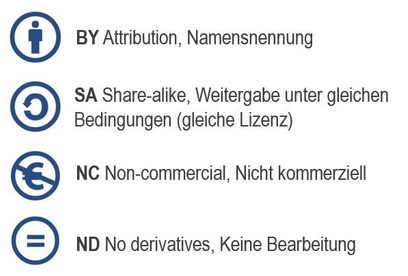 BY Attribution, Namensnennung
SA Share-alike, Weitergabe unter gleichen
Bedingungen (gleiche Lizenz)
NC Non-commercial, Nicht kommerziell
ND No derivatives, Keine Bearbeitung